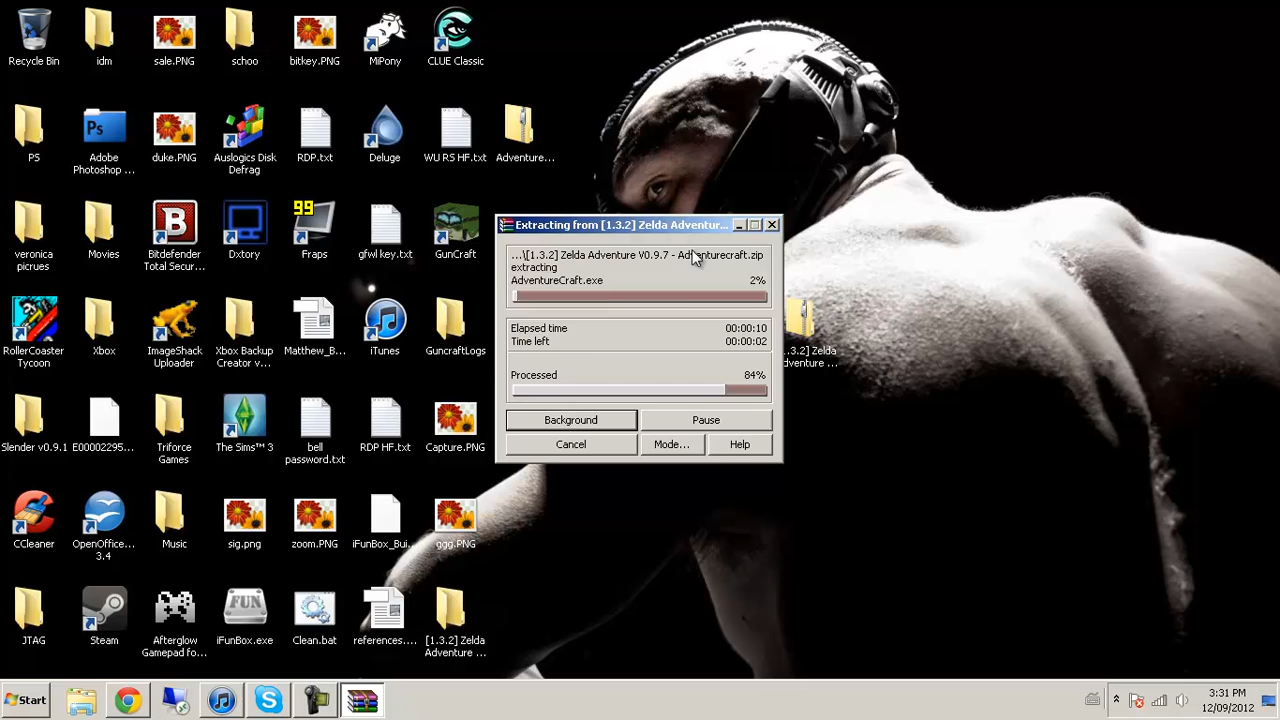 Recycle Bin
sale.PNG
schoo
bitkey.PNG
MiPony
CLUE Classic
PS
Adobe
Photoshop ...
duke.PNG
Auslogics Disk
Defrag
RDP.txt
Deluge
WU RS HF.txt
Adventure...
veronica
picrues
Movies
Bitdefender
Total Secur...
Dxtory
99
Fraps
gfwl key.txt
GunCraft
RollerCoaster
Tycoon
Xbox
ImageShack
Uploader
Xbox Backup
Creator v...
Matthew_B...
iTunes
GuncraftLogs
Slender v0.9.1
E00002295...
Triforce
Games
The Sims™ 3
bell
password.txt
RDP HF.txt
Capture.PNG
CCleaner
OpenOffice...
3.4
Music
sig.png
zoom.PNG
iFunBox_Bui...
ggg.PNG
JTAG
Steam
Afterglow
Gamepad fo...
FUN
iFunBox.exe
Clean.bat
references....
[1.3.2] Zelda
Adventure ...
Extracting from [1.3.2] Zelda Adventur...
...\[1.3.2] Zelda Adventure V0.9.7 - Adventurecraft.zip
extracting
AdventureCraft.exe 2%
Elapsed time 00:00:10
Time left 00:00:02
Processed 84%
Background
Pause
Cancel
Mode...
Help
.3.2] Zelda
dventure ...
Start
3:31 PM
12/09/2012